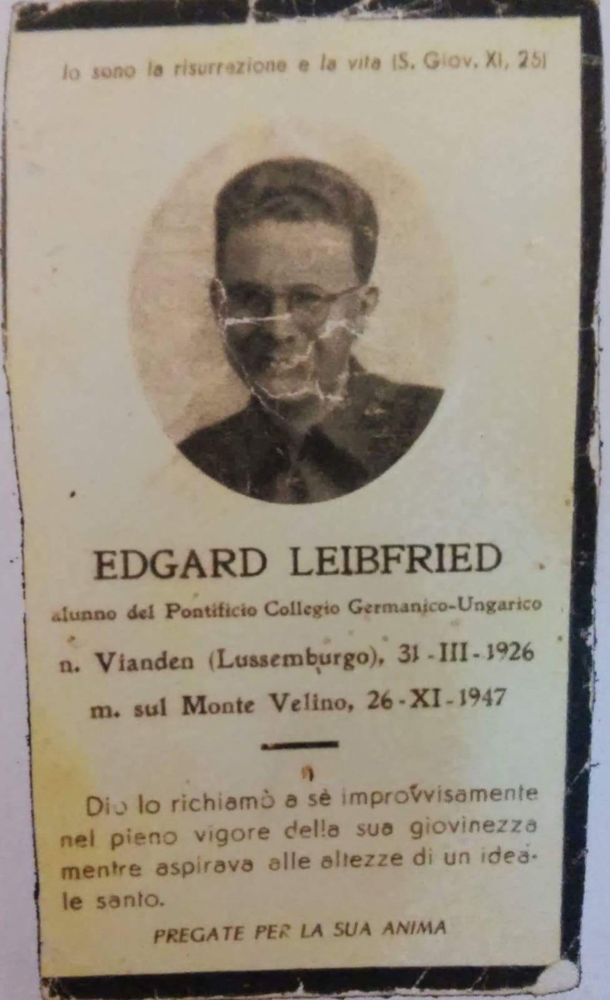 Io sono la risurrezione e la vita (S. Giov. XI, 25)
EDGARD LEIBFRIED
alunno del Pontificio Collegio Germanico-Ungarico
n. Vianden (Lussemburgo), 31-III-1926
m. sul Monte Velino, 26-XI-1947
Dio lo richiamò a sè improvvisamente
nel pieno vigore della sua giovinezza
mentre aspirava alle altezze di un idea-
le santo.
PREGATE PER LA SUA ANIMA